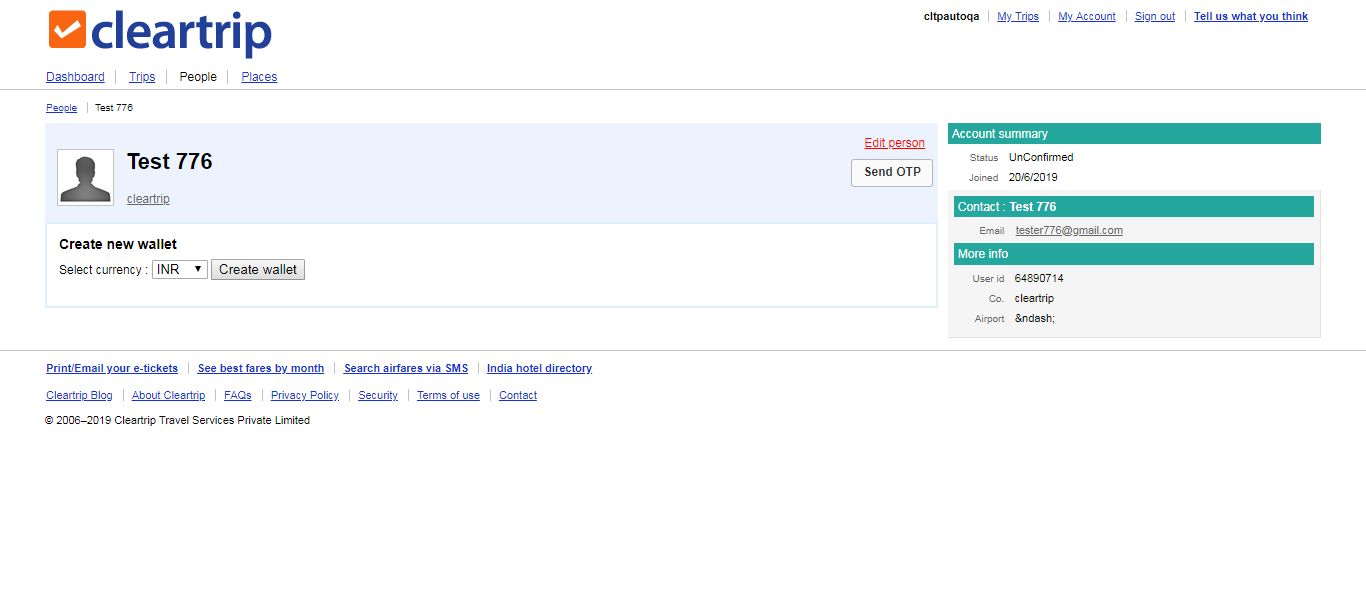 cleartrip
cltpautoqa My Trips My Account Sign out Tell us what you think
Dashboard Trips People Places
People Test 776
Test 776
cleartrip
Edit person
Send OTP
Create new wallet
Select currency : INR Create wallet
Account summary
Status UnConfirmed
Joined 20/6/2019
Contact : Test 776
Email tester776@gmail.com
More info
User id 64890714
Co. cleartrip
Airport &ndash;
Print/Email your e-tickets See best fares by month Search airfares via SMS India hotel directory
Cleartrip Blog About Cleartrip FAQs Privacy Policy Security Terms of use Contact
© 2006–2019 Cleartrip Travel Services Private Limited